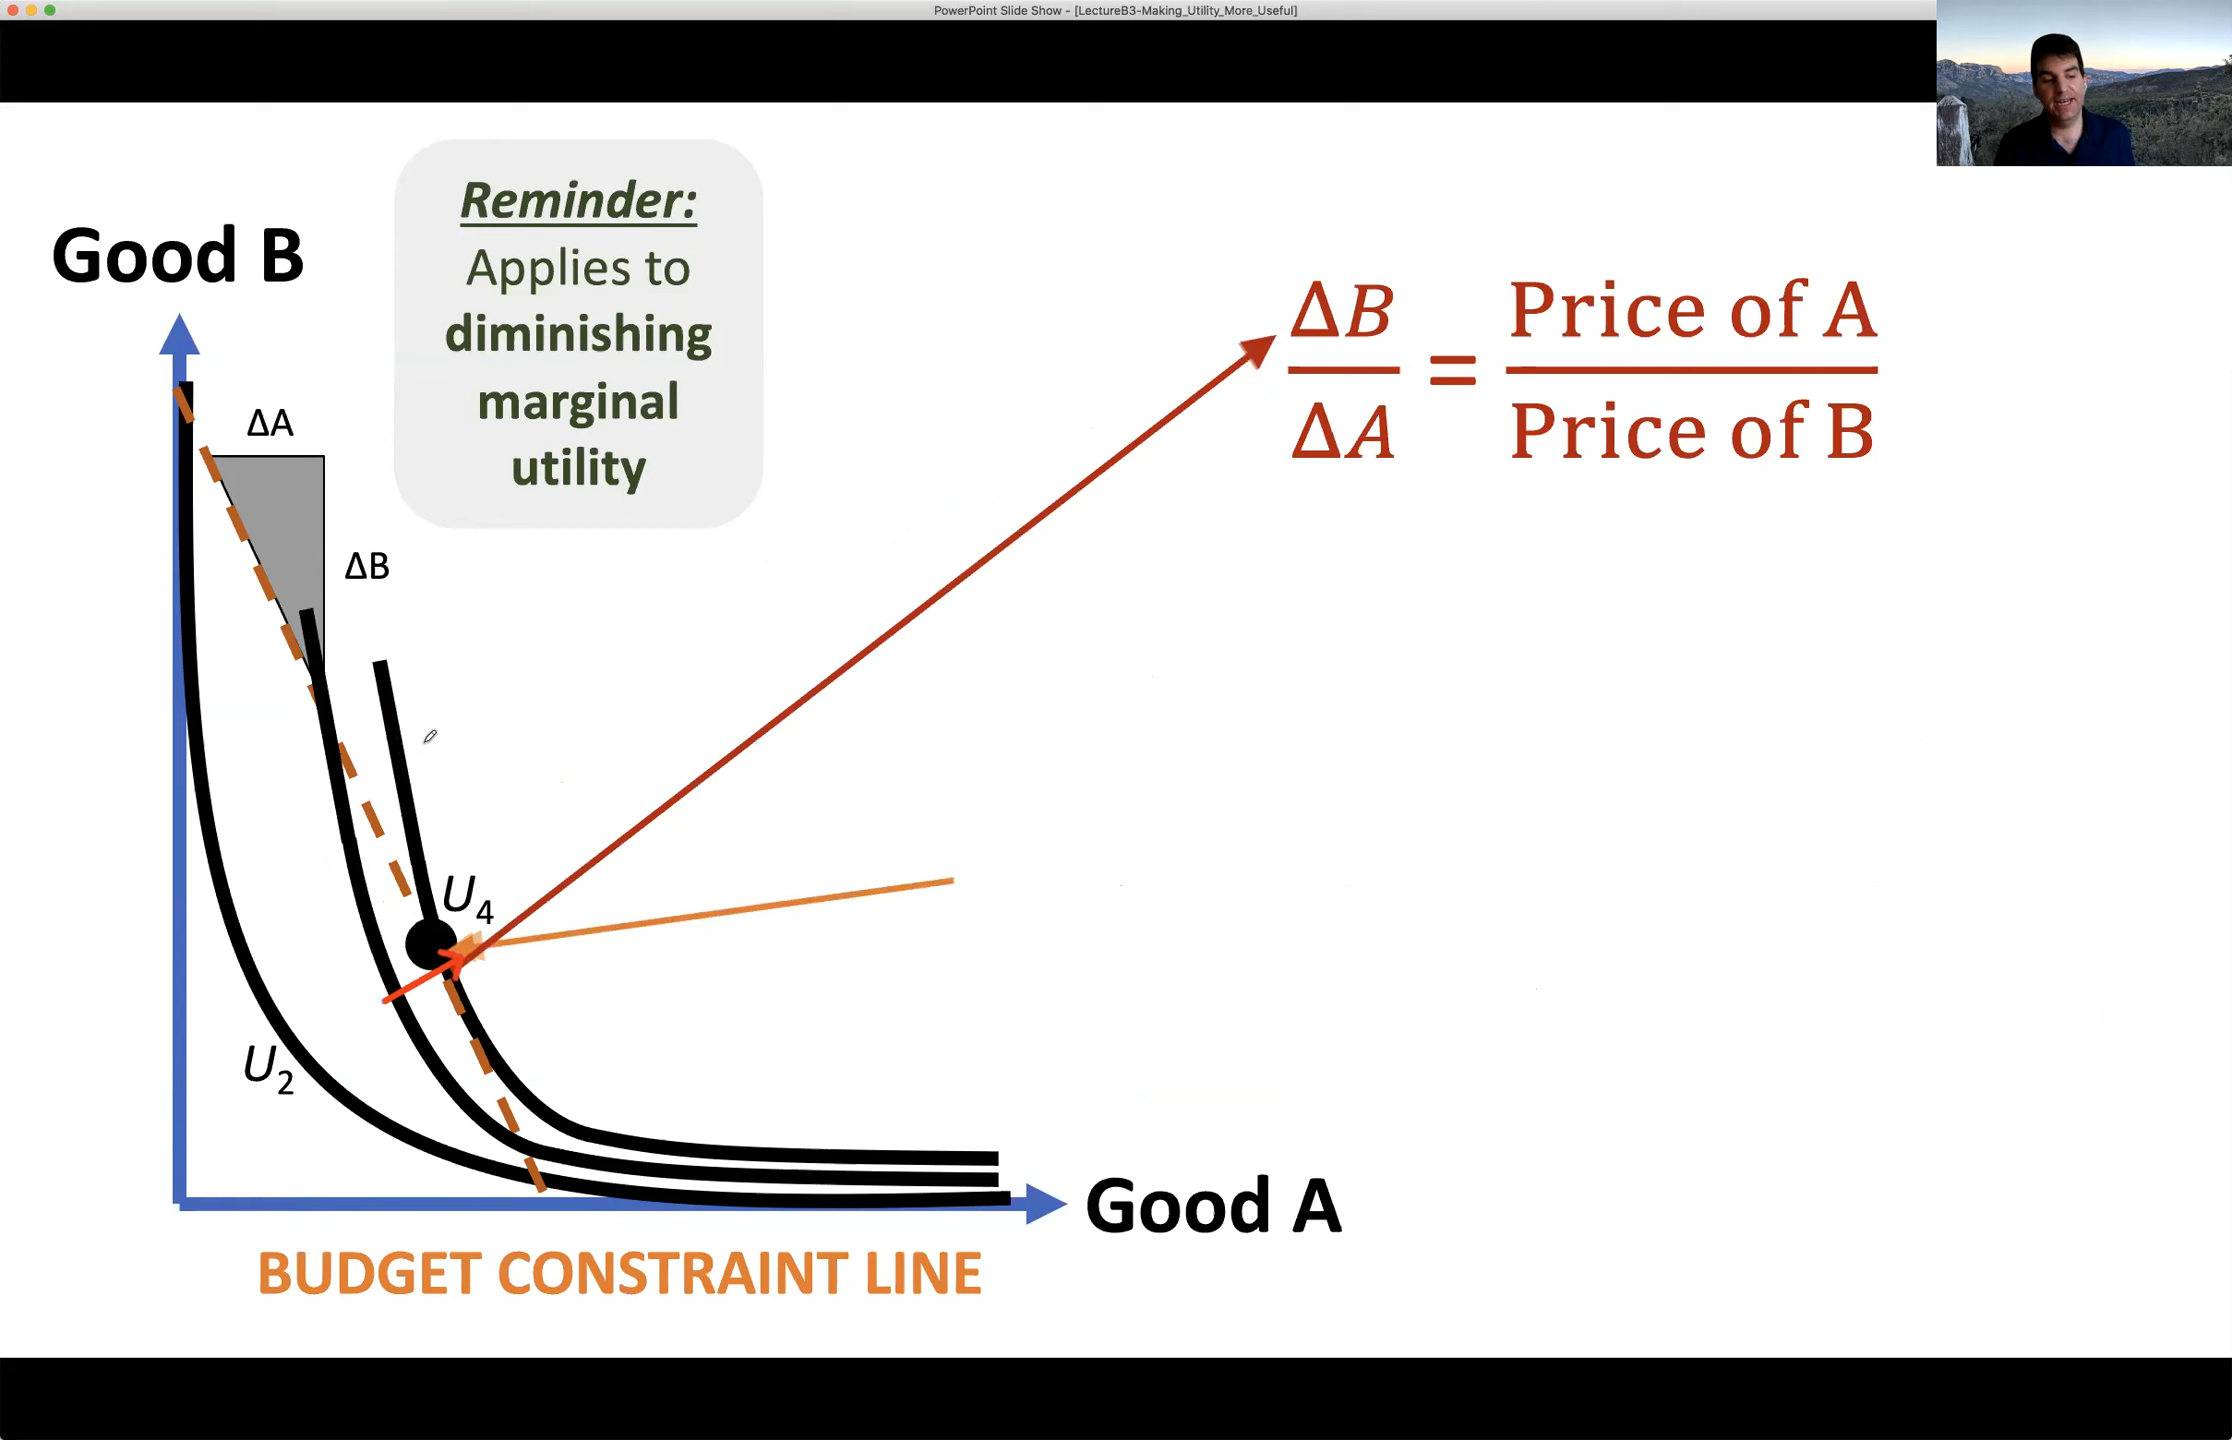 PowerPoint Slide Show - [LectureB3-Making_Utility_More_Useful]
Reminder:
Applies to
diminishing
marginal
utility
Good B
ΔA
ΔB
ΔB/ΔA = Price of A/Price of B
U4
U2
Good A
BUDGET CONSTRAINT LINE